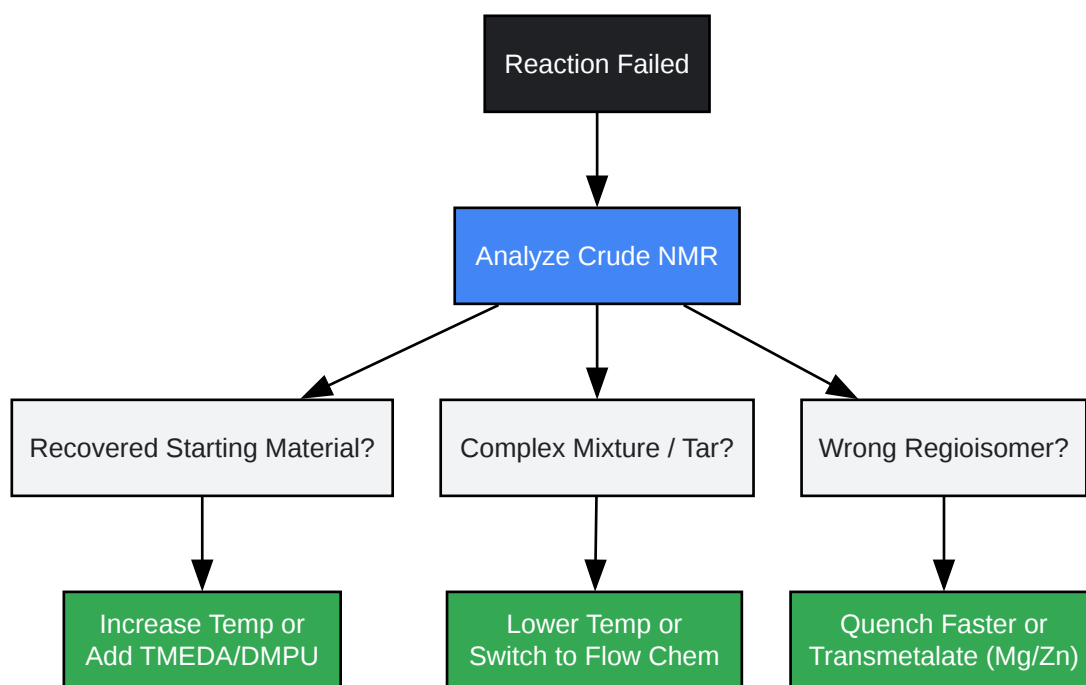 Reaction Failed
Analyze Crude NMR
Recovered Starting Material?
Complex Mixture / Tar?
Wrong Regioisomer?
Increase Temp or
Add TMEDA/DMPU
Lower Temp or
Switch to Flow Chem
Quench Faster or
Transmetalate (Mg/Zn)